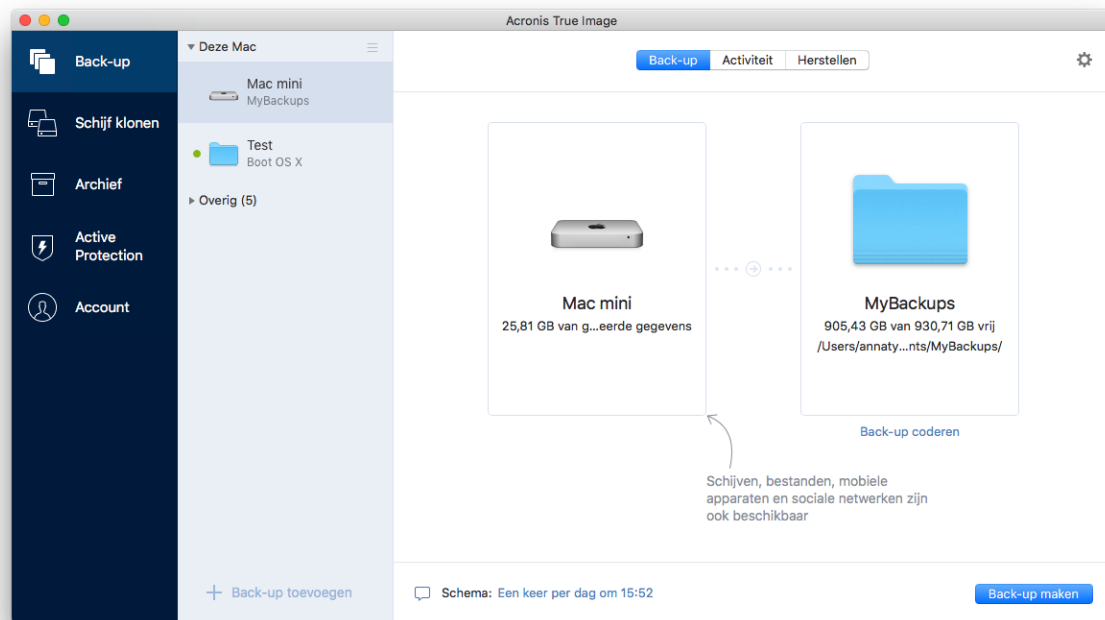 Acronis True Image
Back-up
Schijf klonen
Archief
Active
Protection
Account
Deze Mac
Mac mini
MyBackups
Test
Boot OS X
Overig (5)
Back-up toevoegen
Back-up Activiteit Herstellen
Mac mini
25,81 GB van g...eerde gegevens
MyBackups
905,43 GB van 930,71 GB vrij
/Users/annaty...nts/MyBackups/
Back-up coderen
Schijven, bestanden, mobiele
apparaten en sociale netwerken zijn
ook beschikbaar
Schema: Een keer per dag om 15:52
Back-up maken